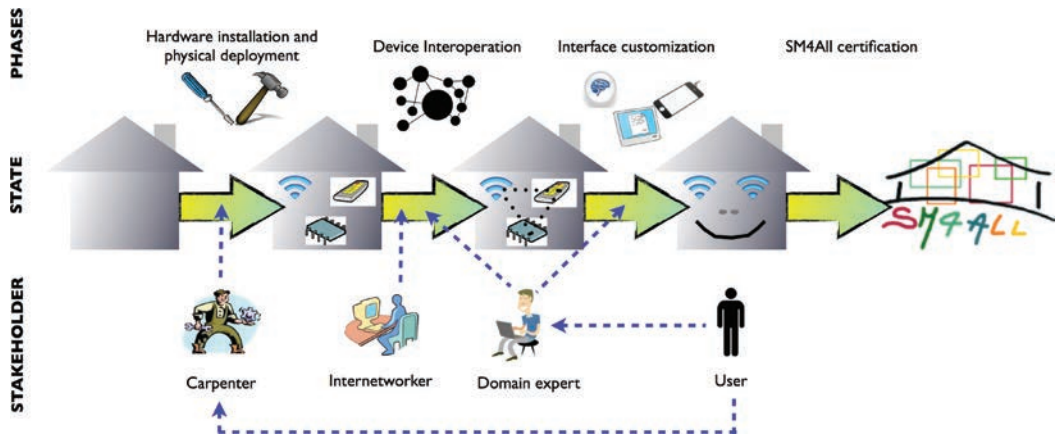 PHASES
Hardware installation and
physical deployment
Device Interoperation
Interface customization
SM4All certification
STATE
SM4ALL
STAKEHOLDER
Carpenter
Internetworker
Domain expert
User